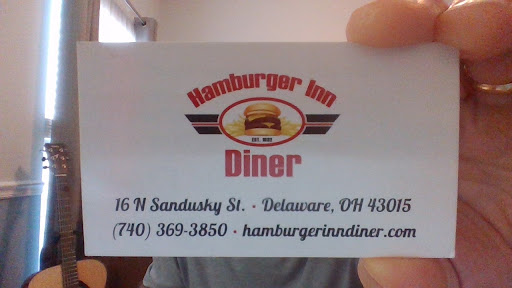 Hamburger Inn
Diner
16 N Sandusky St. • Delaware, OH 43015
(740) 369-3850 • hamburgerinndiner.com